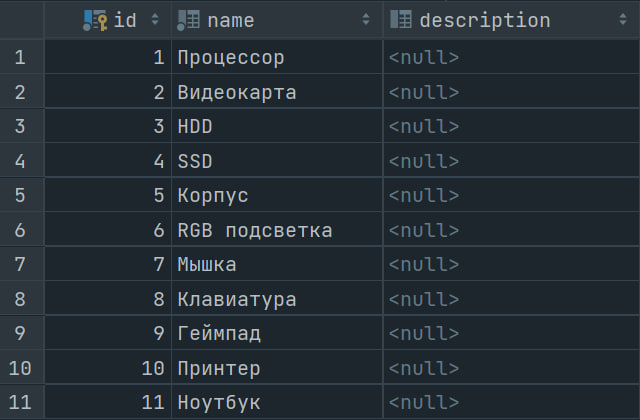 id name description
1 1 Процессор <null>
2 2 Видеокарта <null>
3 3 HDD <null>
4 4 SSD <null>
5 5 Корпус <null>
6 6 RGB подсветка <null>
7 7 Мышка <null>
8 8 Клавиатура <null>
9 9 Геймпад <null>
10 10 Принтер <null>
11 11 Ноутбук <null>